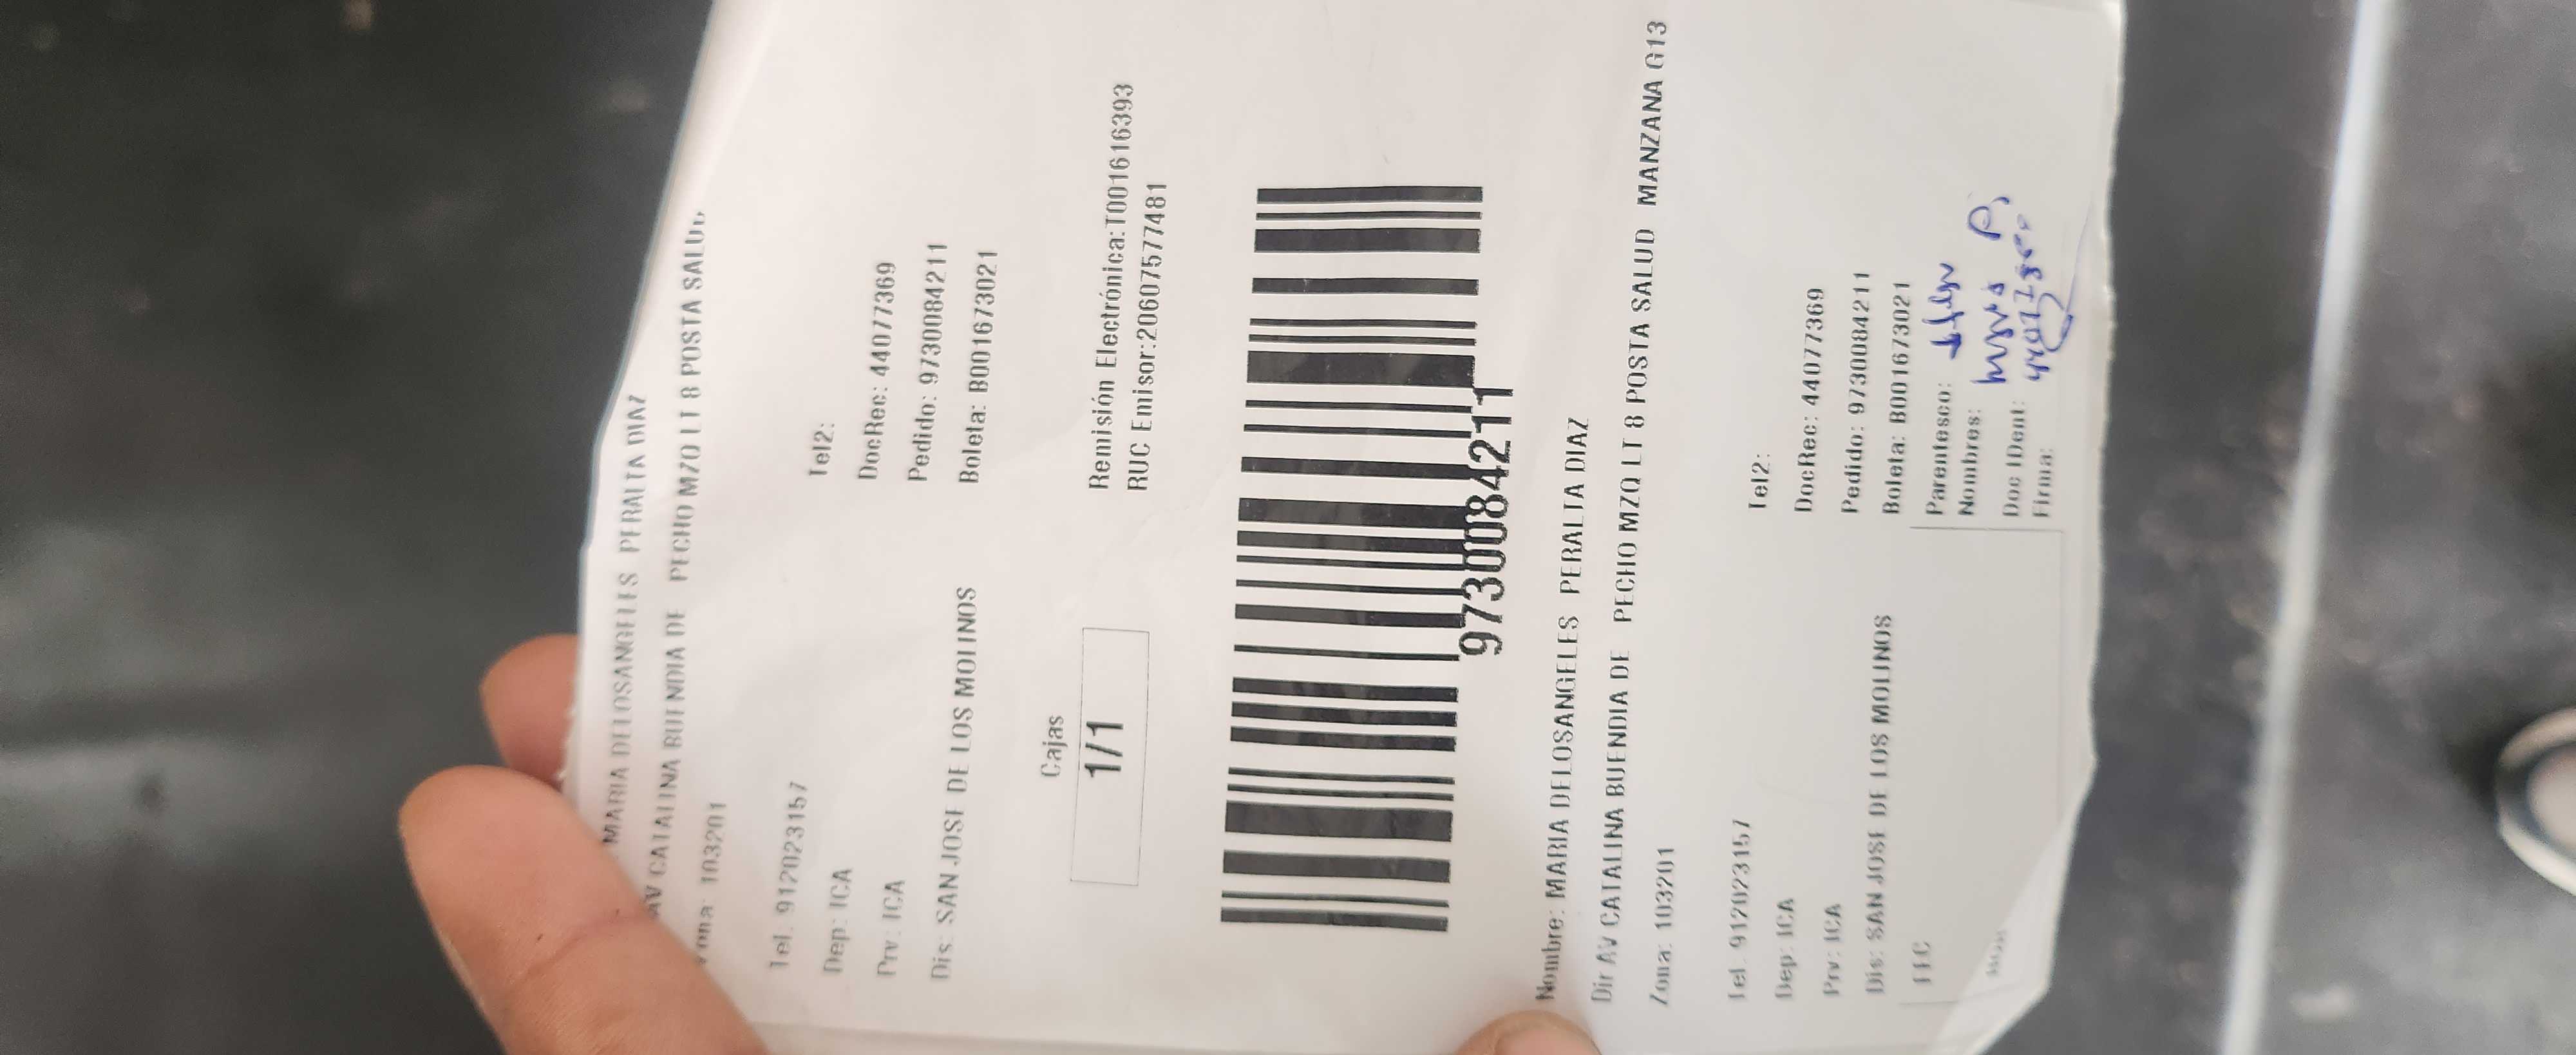 MARIA DELOSANGELES PERALTA DIAZ
AV CATALINA BUENDIA DE PECHO MZQ LT 8 POSTA SALUD
Zona: 103201
Tel. 912023157
Tel2:
Dep: ICA
DocRec: 44077369
Prv: ICA
Pedido: 9730084211
Dis: SAN JOSE DE LOS MOLINOS
Boleta: B001673021
Cajas
1/1
Remisión Electrónica:T001616393
RUC Emisor:20607577481
9730084211
Nombre: MARIA DELOSANGELES PERALTA DIAZ
Dir AV CATALINA BUENDIA DE PECHO MZQ LT 8 POSTA SALUD MANZANA G13
Zona: 103201
Tel. 912023157
Tel2:
Dep: ICA
DocRec: 44077369
Prv: ICA
Pedido: 9730084211
Dis: SAN JOSE DE LOS MOLINOS
Boleta: B001673021
Parentesco:
Nombres:
Doc IDent:
Firma: